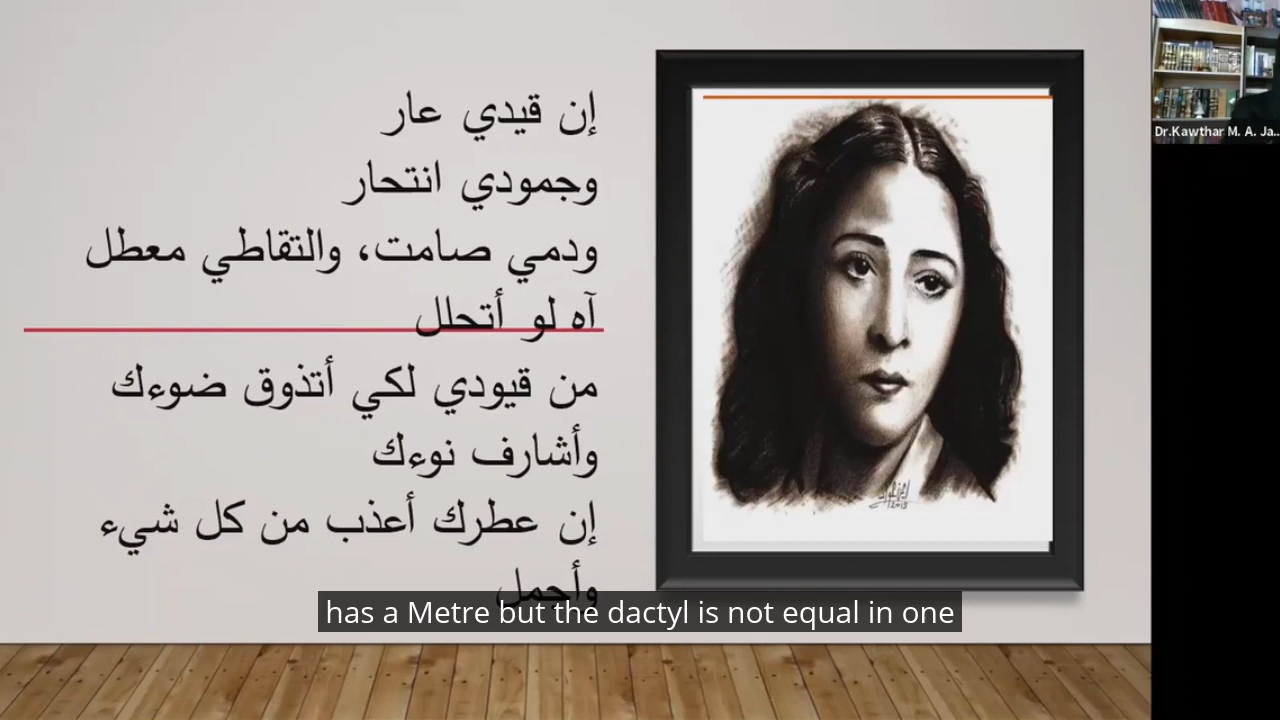 إن قيدي عار
وجمودي انتحار
ودمي صامت، والتقاطي معطل
آه لو أتحلل
من قيودي لكي أتذوق ضوءك
وأشارف نوءك
إن عطرك أعذب من كل شيء
وأجمل
has a Metre but the dactyl is not equal in one
Dr.Kawthar M. A. Ja...
2015